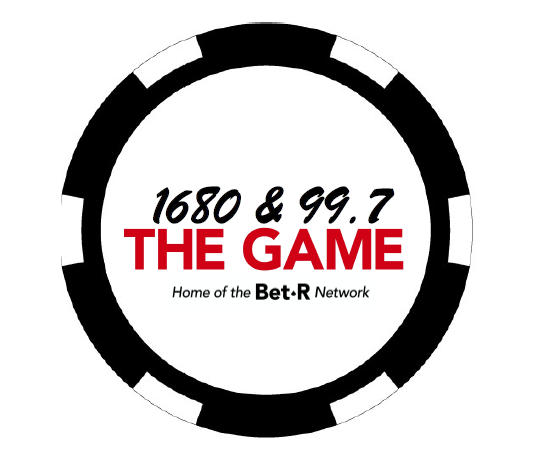 1680 & 99.7
THE GAME
Home of the Bet♠R Network